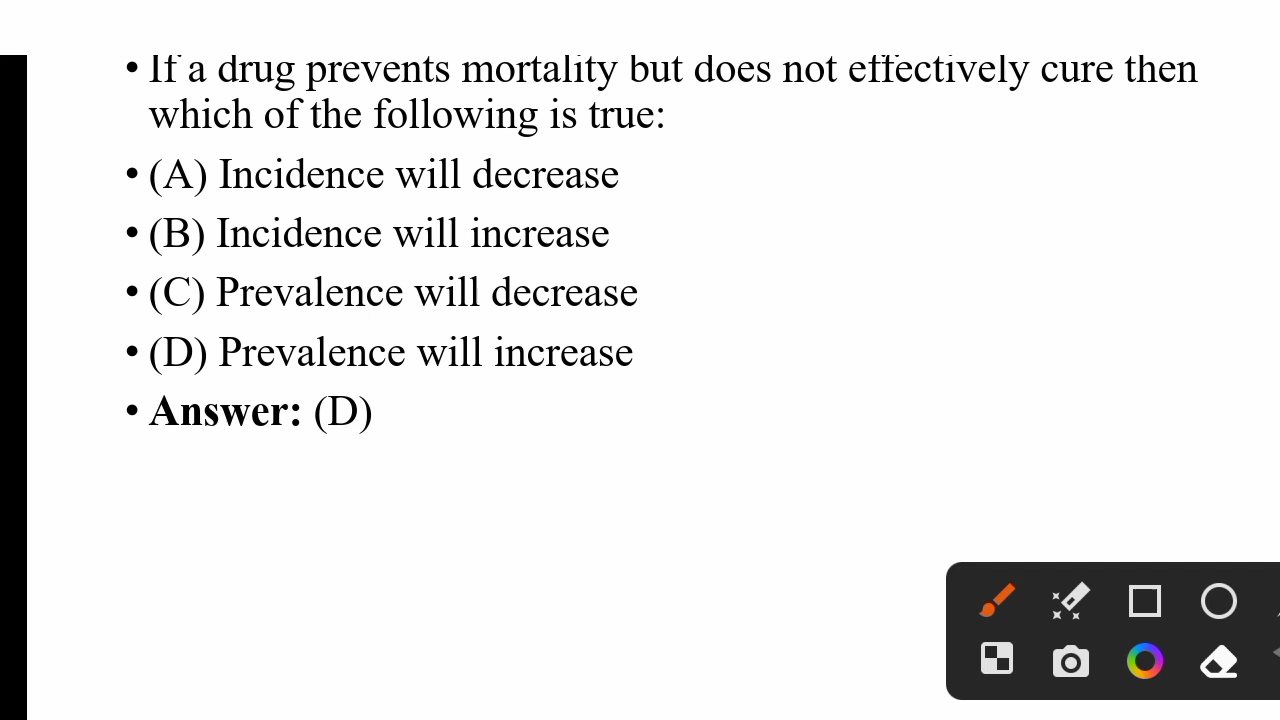 • If a drug prevents mortality but does not effectively cure then
which of the following is true:
• (A) Incidence will decrease
• (B) Incidence will increase
• (C) Prevalence will decrease
• (D) Prevalence will increase
• Answer: (D)